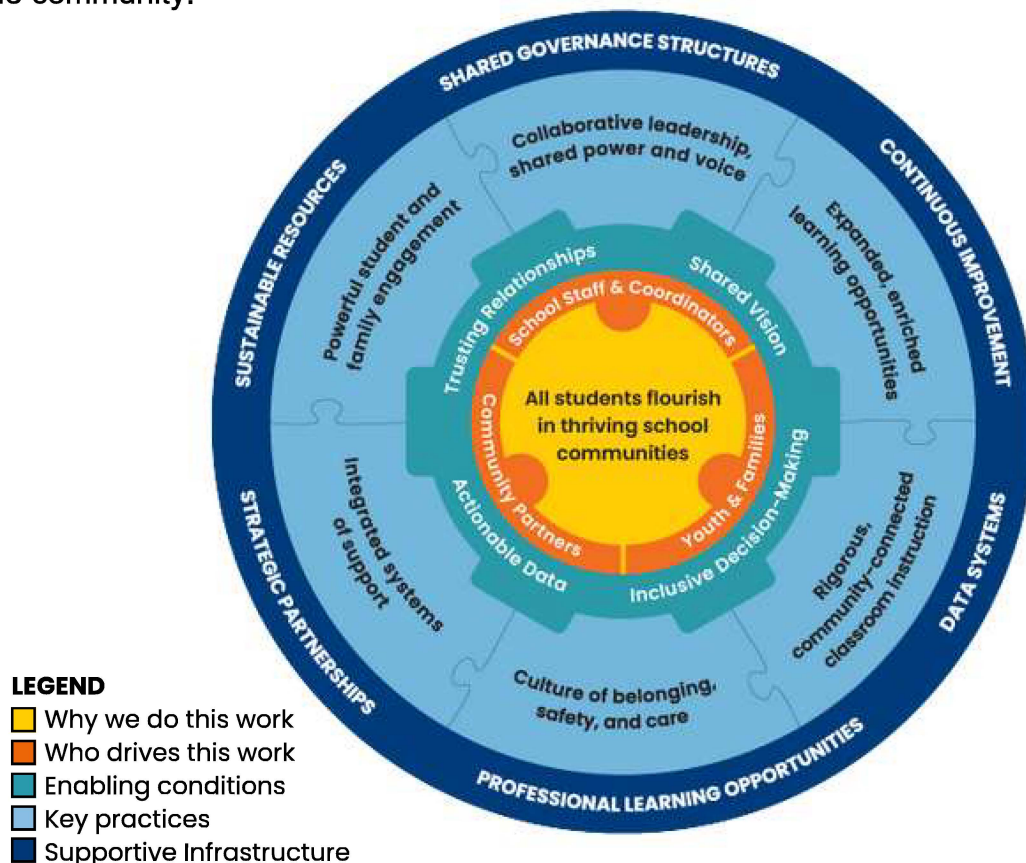 community.
SHARED GOVERNANCE STRUCTURES
CONTINUOUS IMPROVEMENT
DATA SYSTEMS
PROFESSIONAL LEARNING OPPORTUNITIES
STRATEGIC PARTNERSHIPS
SUSTAINABLE RESOURCES
Collaborative leadership,
shared power and voice
Expanded, enriched
learning opportunities
Rigorous,
community-connected
classroom instruction
Culture of belonging,
safety, and care
Integrated systems
of support
Powerful student and
family engagement
Trusting Relationships
Shared Vision
Inclusive Decision-Making
Actionable Data
School Staff & Coordinators
Youth & Families
Community Partners
All students flourish
in thriving school
communities
LEGEND
Why we do this work
Who drives this work
Enabling conditions
Key practices
Supportive Infrastructure